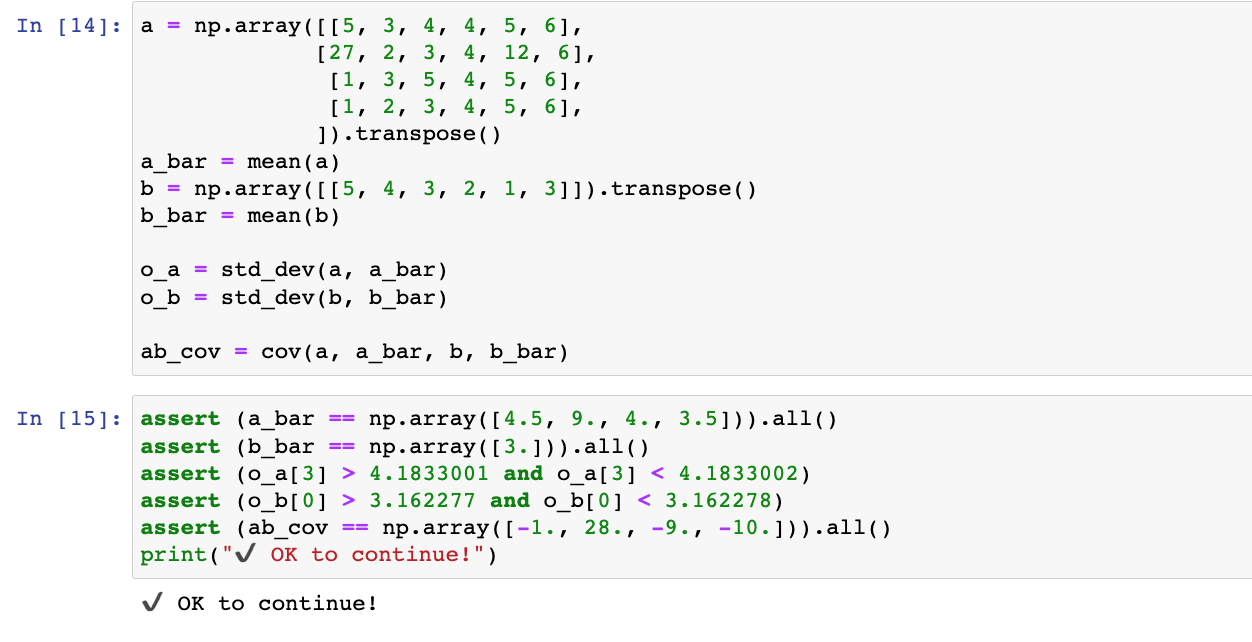 In [14]: a = np.array([[5, 3, 4, 4, 5, 6],
[27, 2, 3, 4, 12, 6],
[1, 3, 5, 4, 5, 6],
[1, 2, 3, 4, 5, 6],
]).transpose()
a_bar = mean(a)
b = np.array([[5, 4, 3, 2, 1, 3]]).transpose()
b_bar = mean(b)
o_a = std_dev(a, a_bar)
o_b = std_dev(b, b_bar)
ab_cov = cov(a, a_bar, b, b_bar)
In [15]: assert (a_bar == np.array([4.5, 9., 4., 3.5])).all()
assert (b_bar == np.array([3.])).all()
assert (o_a[3] > 4.1833001 and o_a[3] < 4.1833002)
assert (o_b[0] > 3.162277 and o_b[0] < 3.162278)
assert (ab_cov == np.array([-1., 28., -9., -10.])).all()
print("✔ OK to continue!")
✔ OK to continue!